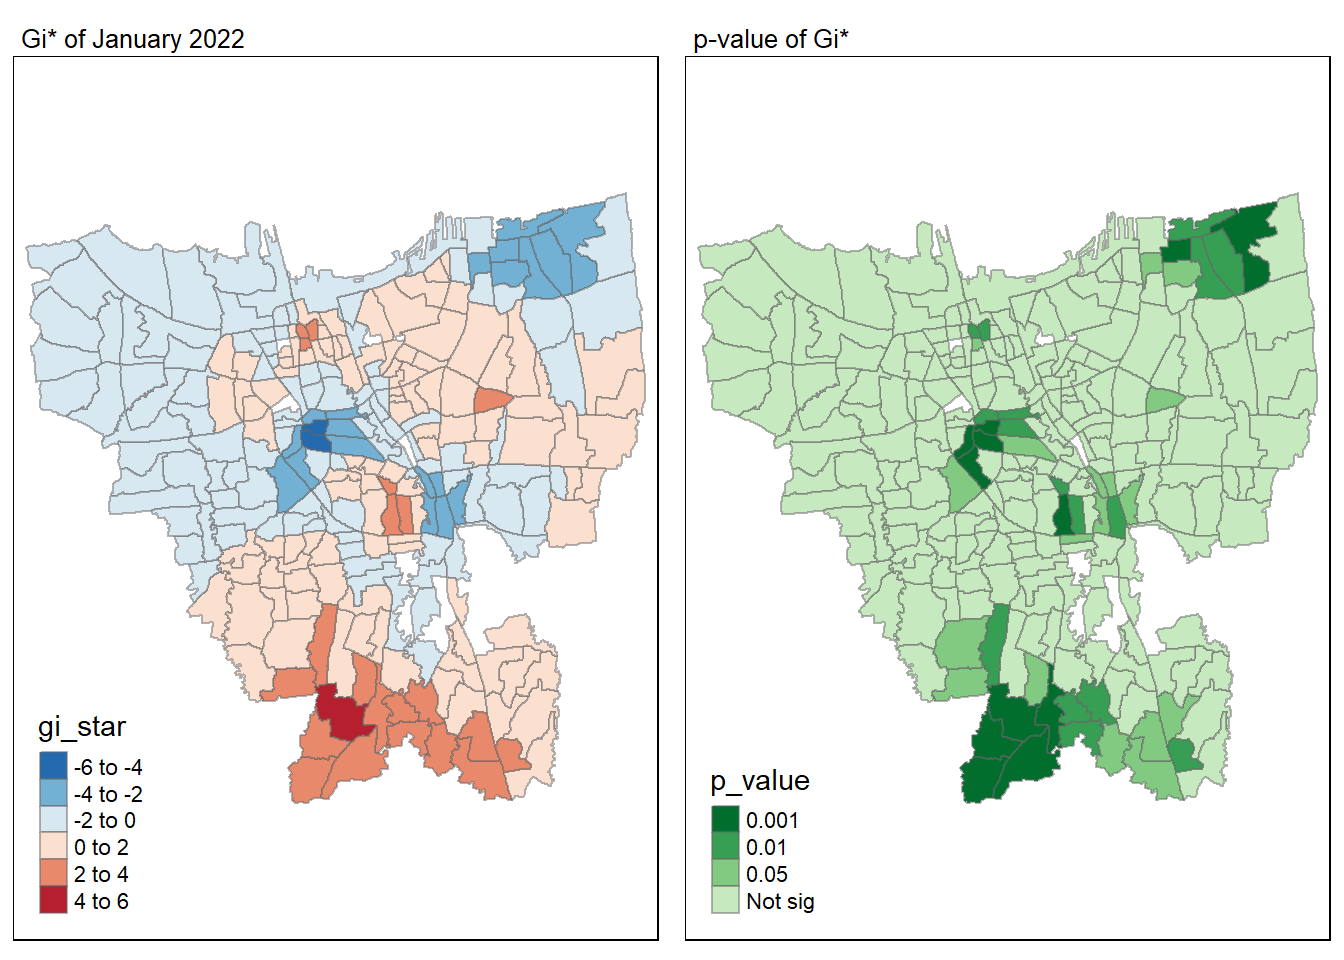 Gi* of January 2022
gi_star
-6 to -4
-4 to -2
-2 to 0
0 to 2
2 to 4
4 to 6
p-value of Gi*
p_value
0.001
0.01
0.05
Not sig